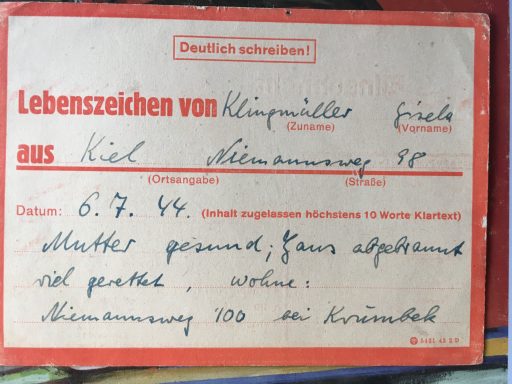 Deutlich schreiben!
Lebenszeichen von Klingmüller Gisela
(Zuname) (Vorname)
aus Kiel Niemannsweg 98
(Ortsangabe) (Straße)
Datum: 6. 7. 44. (Inhalt zugelassen höchstens 10 Worte Klartext)
Mutter gesund; Haus abgebrannt
viel gerettet, wohne:
Niemannsweg 100 bei Krümbek